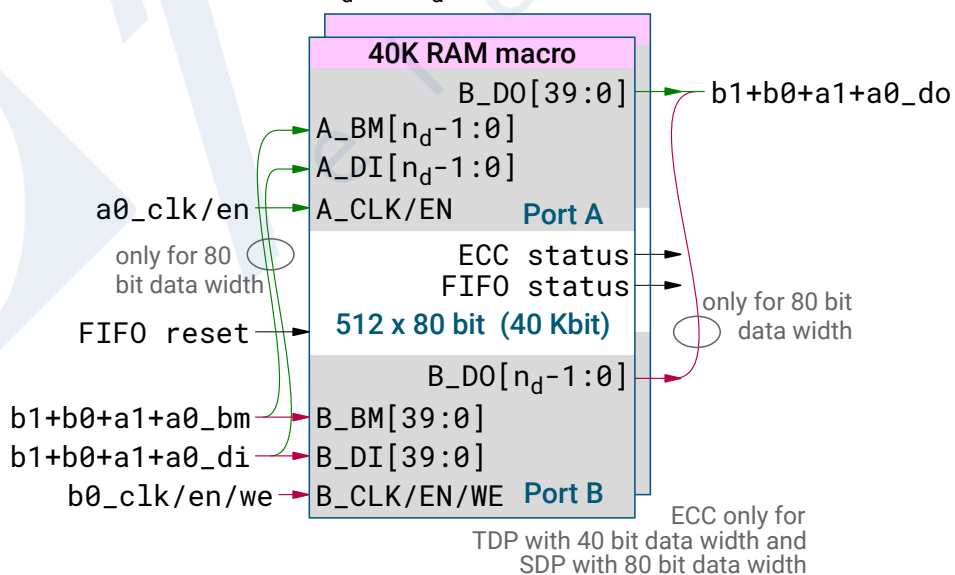 40K RAM macro
B_DO[39:0]
b1+b0+a1+a0_do
A_BM[nd-1:0]
A_DI[nd-1:0]
a0_clk/en
A_CLK/EN
Port A
only for 80
bit data width
ECC status
FIFO status
only for 80 bit
data width
FIFO reset
512 x 80 bit (40 Kbit)
B_DO[nd-1:0]
b1+b0+a1+a0_bm
B_BM[39:0]
b1+b0+a1+a0_di
B_DI[39:0]
b0_clk/en/we
B_CLK/EN/WE
Port B
ECC only for
TDP with 40 bit data width and
SDP with 80 bit data width